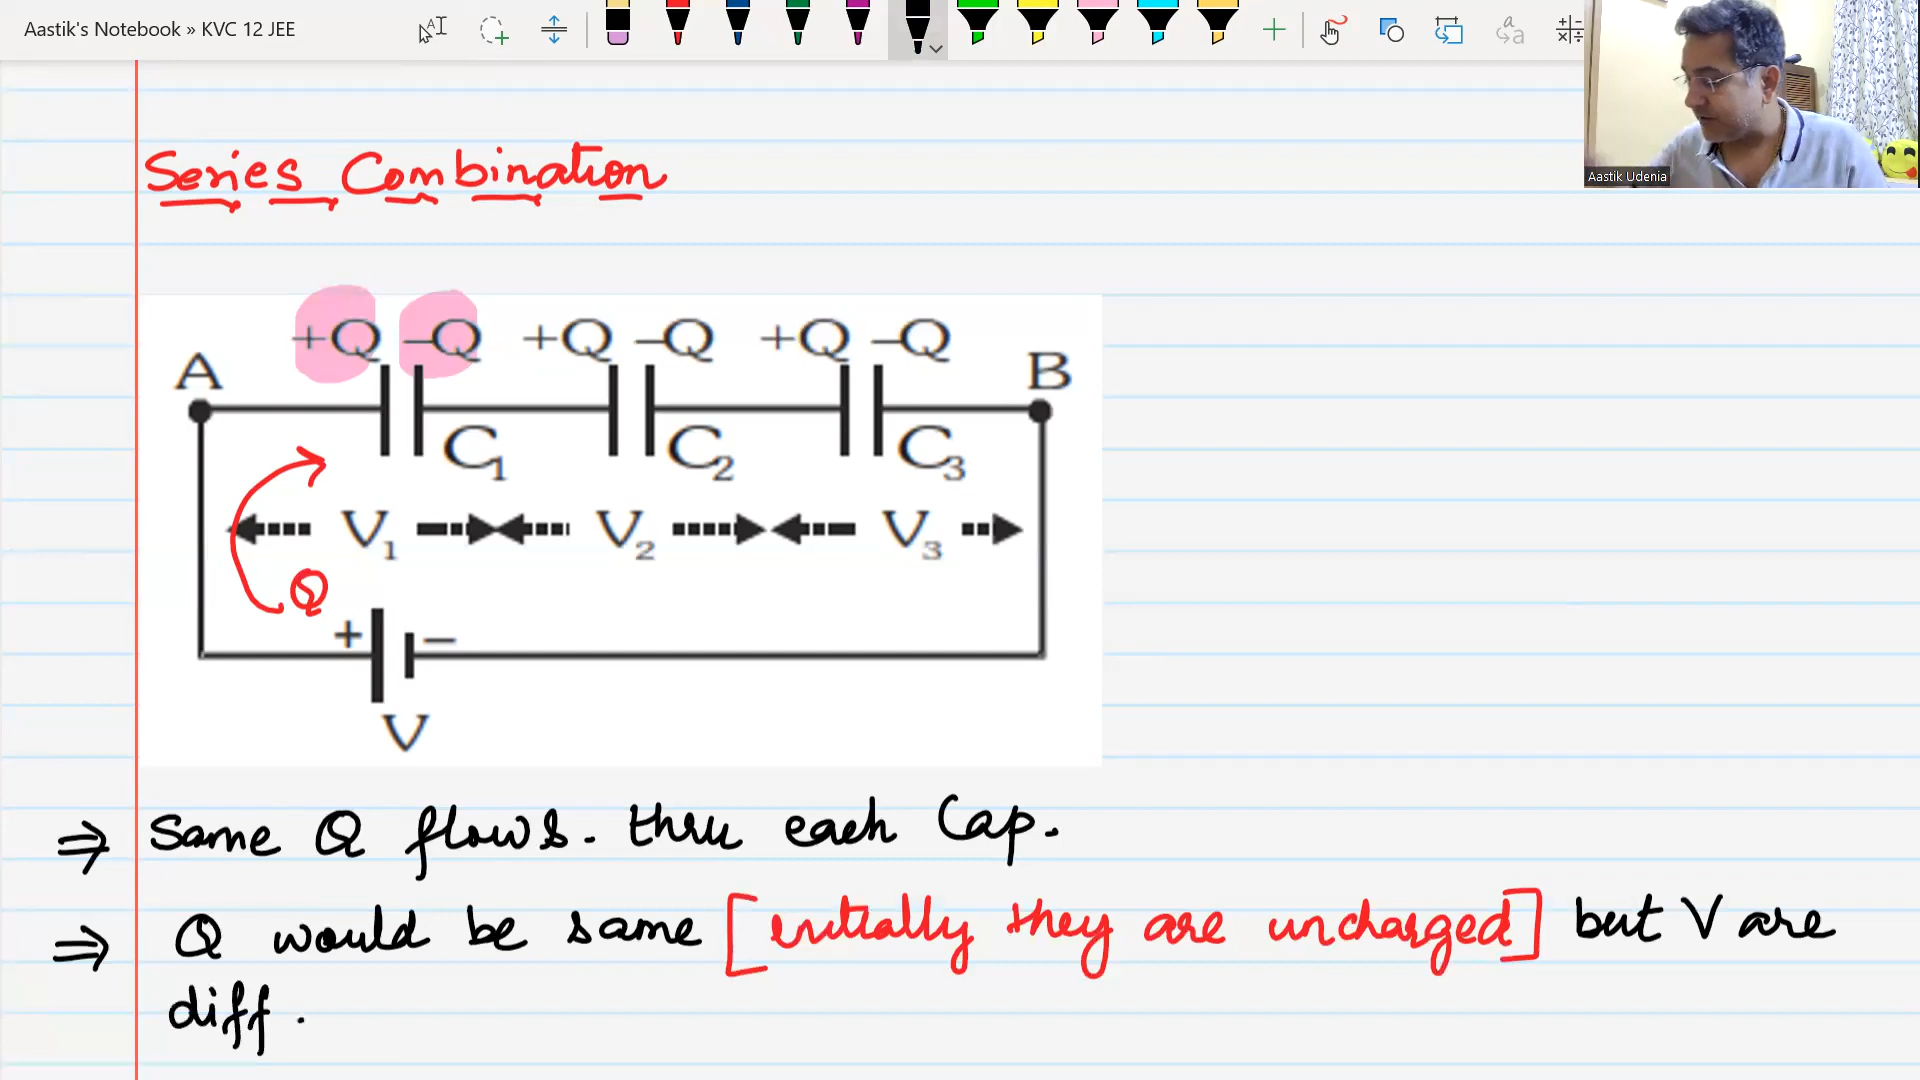 Aastik's Notebook » KVC 12 JEE
Aastik Udenia
Series Combination
+Q –Q +Q –Q +Q –Q
A B
C1 C2 C3
V1 V2 V3
Q
+ –
V
⇒ Same Q flows. thru each Cap.
⇒ Q would be same [initially they are uncharged] but V are
diff.